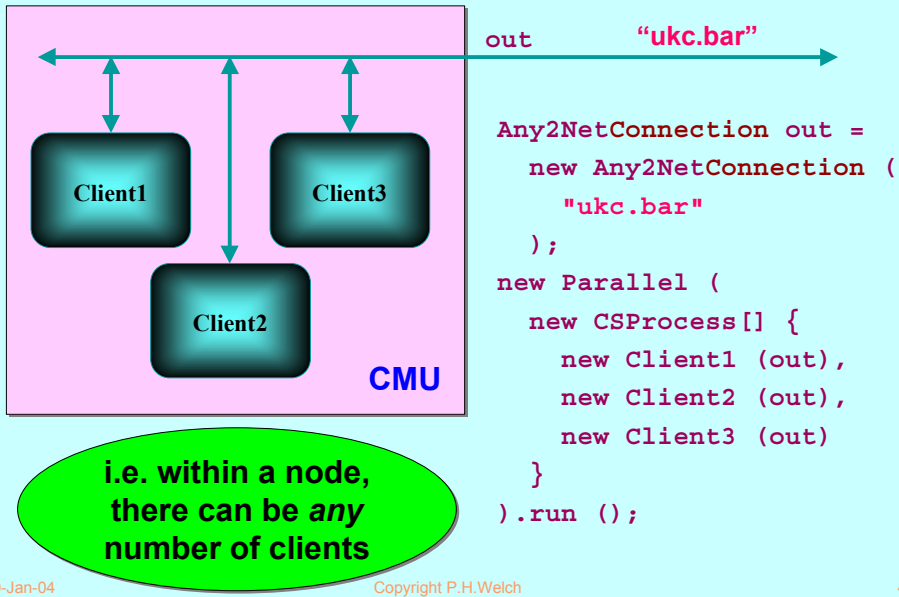 out
“ukc.bar”
Client1
Client3
Client2
CMU
Any2NetConnection out =
new Any2NetConnection (
"ukc.bar"
);
new Parallel (
new CSProcess[] {
new Client1 (out),
new Client2 (out),
new Client3 (out)
}
).run ();
i.e. within a node,
there can be any
number of clients
-Jan-04
Copyright P.H.Welch